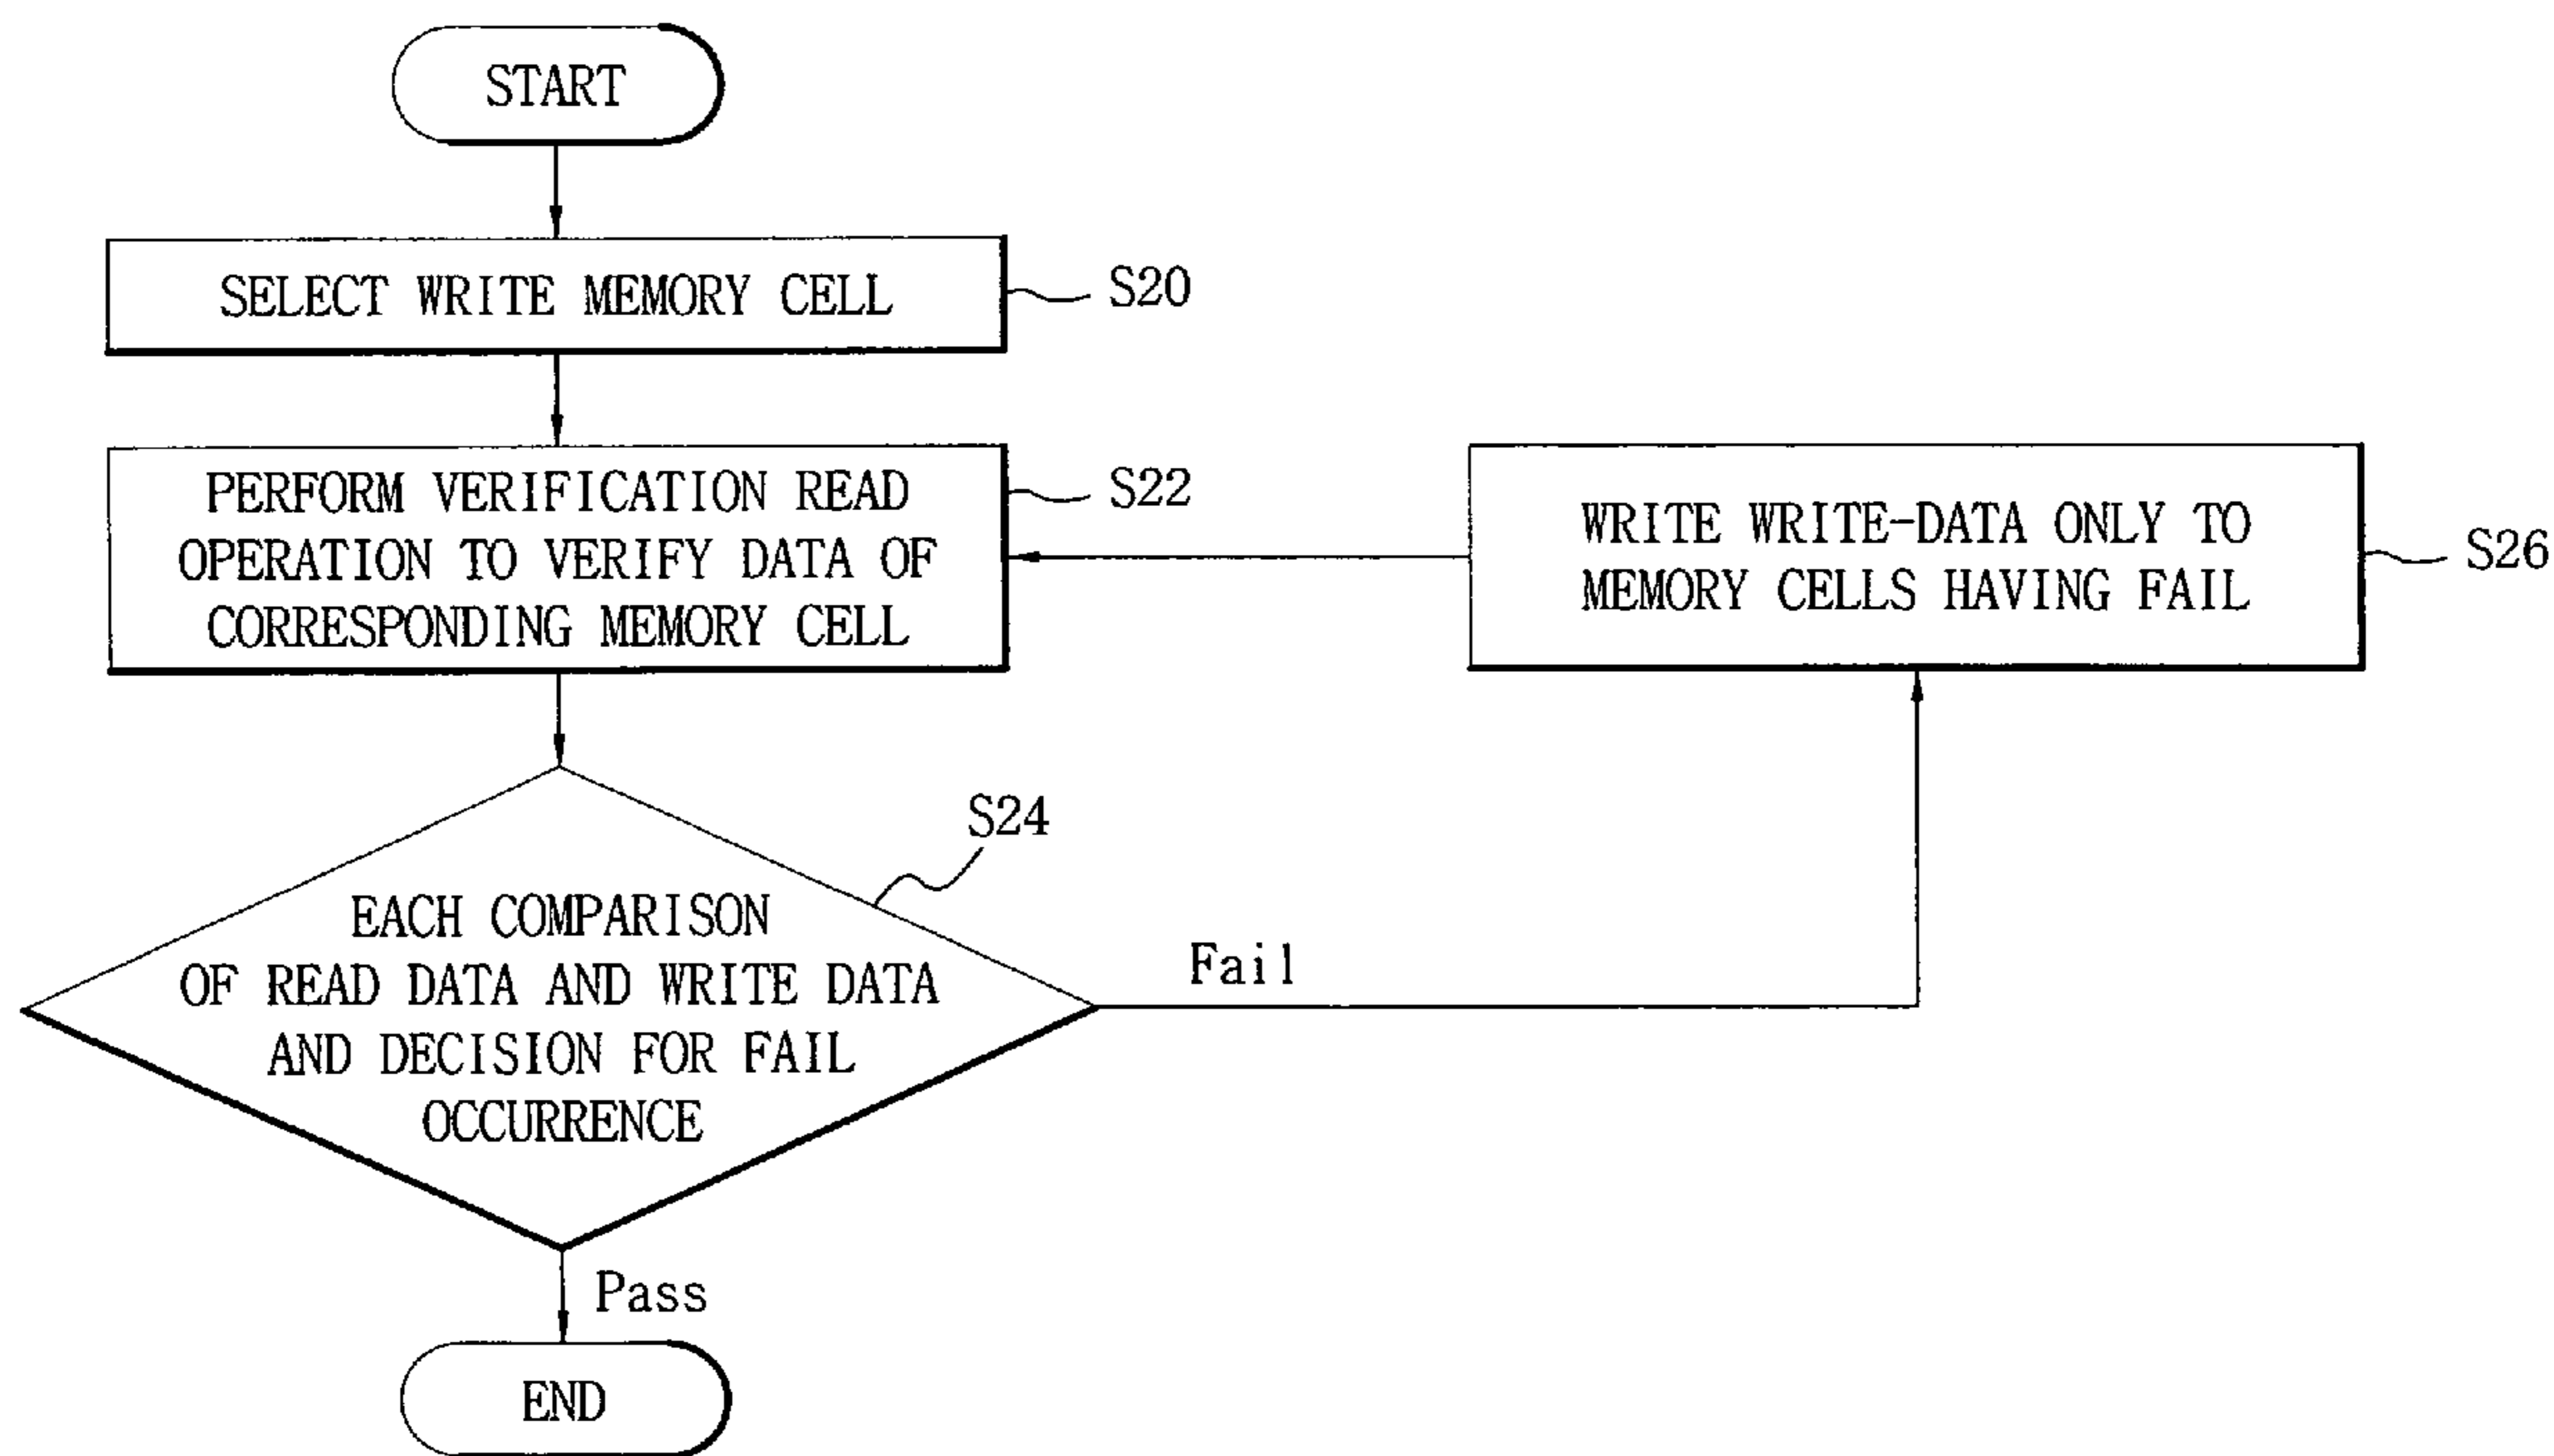 START
SELECT WRITE MEMORY CELL
S20
PERFORM VERIFICATION READ
OPERATION TO VERIFY DATA OF
CORRESPONDING MEMORY CELL
S22
WRITE WRITE-DATA ONLY TO
MEMORY CELLS HAVING FAIL
S26
S24
EACH COMPARISON
OF READ DATA AND WRITE DATA
AND DECISION FOR FAIL
OCCURRENCE
Fail
Pass
END